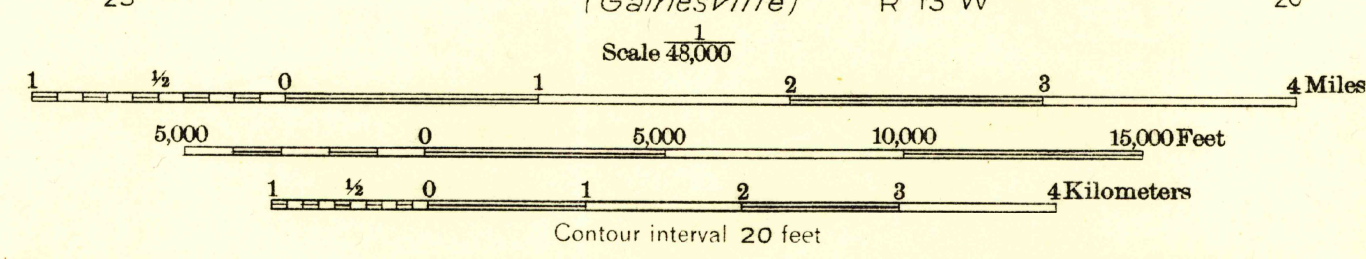 (Gainesville) R 13 W
Scale 1/48,000
1 ½ 0 1 2 3 4 Miles
5,000 0 5,000 10,000 15,000 Feet
1 ½ 0 1 2 3 4 Kilometers
Contour interval 20 feet